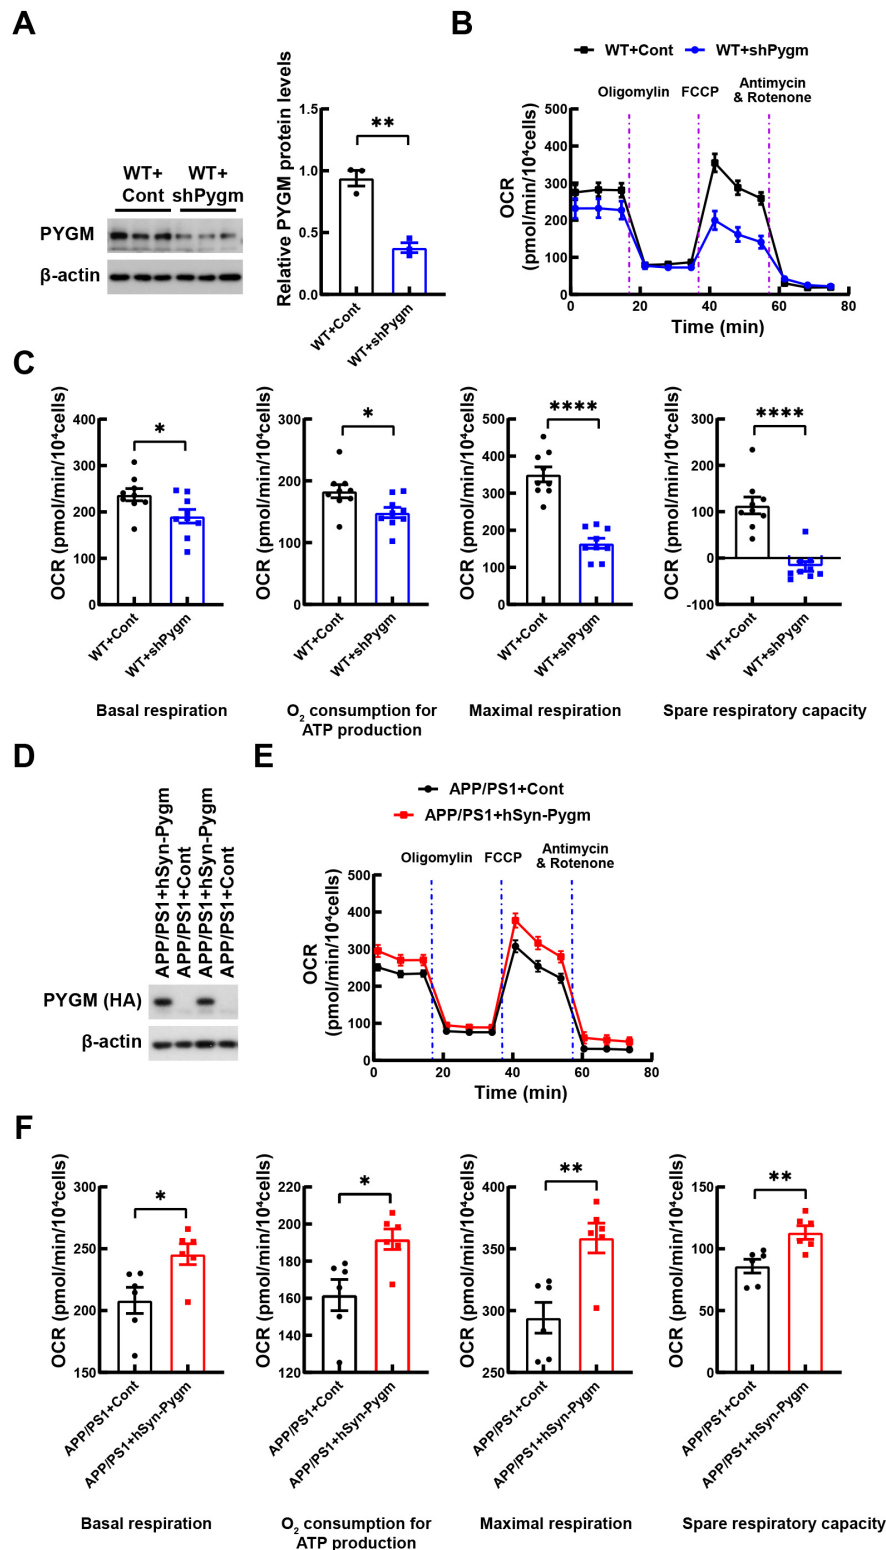 A
WT+
Cont
WT+
shPygm
PYGM
β-actin
Relative PYGM protein levels
1.5
1.0
0.5
0.0
**
WT+Cont
WT+shPygm
B
WT+Cont
WT+shPygm
Oligomylin
FCCP
Antimycin
& Rotenone
OCR
(pmol/min/10⁴cells)
500
400
300
200
100
0
0
20
40
60
80
Time (min)
C
OCR (pmol/min/10⁴cells)
400
300
200
100
0
*
WT+Cont
WT+shPygm
Basal respiration
OCR (pmol/min/10⁴cells)
300
200
100
0
*
WT+Cont
WT+shPygm
O₂ consumption for
ATP production
OCR (pmol/min/10⁴cells)
500
400
300
200
100
0
****
WT+Cont
WT+shPygm
Maximal respiration
OCR (pmol/min/10⁴cells)
300
200
100
0
-100
****
WT+Cont
WT+shPygm
Spare respiratory capacity
D
APP/PS1+hSyn-Pygm
APP/PS1+Cont
APP/PS1+hSyn-Pygm
APP/PS1+Cont
PYGM (HA)
β-actin
E
APP/PS1+Cont
APP/PS1+hSyn-Pygm
Oligomylin
FCCP
Antimycin
& Rotenone
OCR
(pmol/min/10⁴cells)
500
400
300
200
100
0
0
20
40
60
80
Time (min)
F
OCR (pmol/min/10⁴cells)
300
250
200
150
*
APP/PS1+Cont
APP/PS1+hSyn-Pygm
Basal respiration
OCR (pmol/min/10⁴cells)
220
200
180
160
140
120
*
APP/PS1+Cont
APP/PS1+hSyn-Pygm
O₂ consumption for
ATP production
OCR (pmol/min/10⁴cells)
400
350
300
250
**
APP/PS1+Cont
APP/PS1+hSyn-Pygm
Maximal respiration
OCR (pmol/min/10⁴cells)
150
100
50
0
**
APP/PS1+Cont
APP/PS1+hSyn-Pygm
Spare respiratory capacity